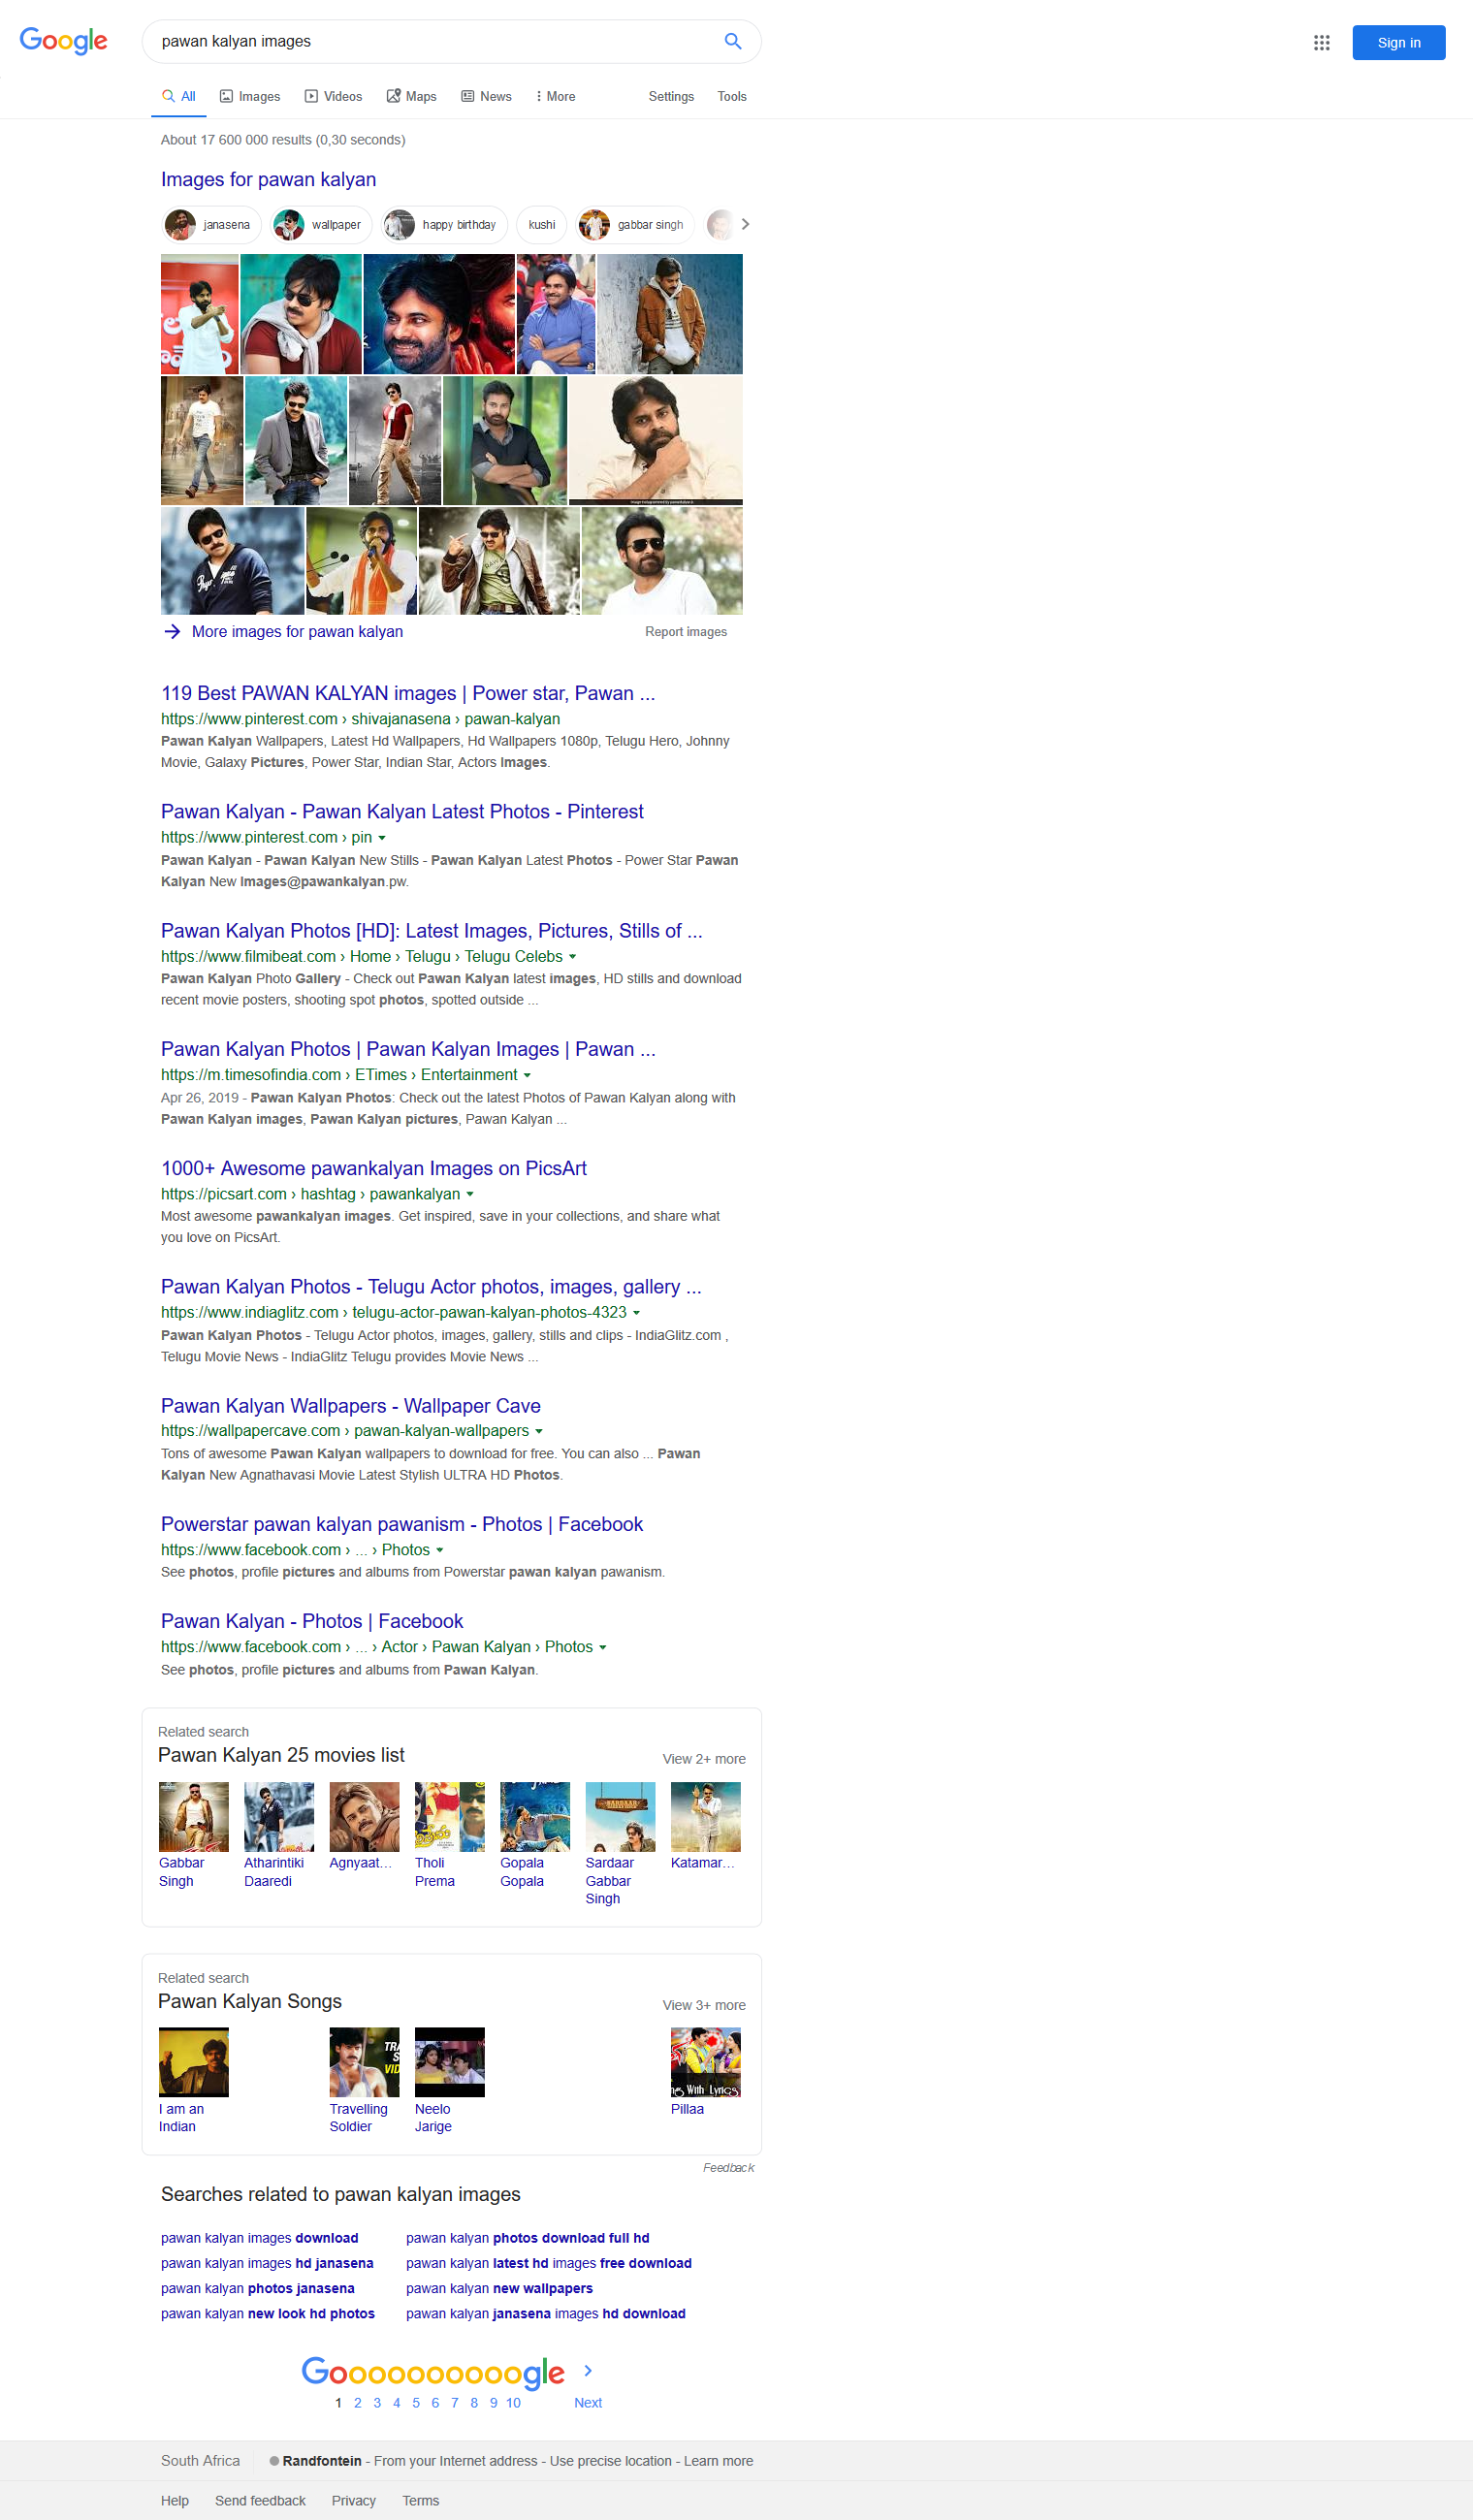 Google
pawan kalyan images
Sign in
All Images Videos Maps News More Settings Tools
About 17 600 000 results (0,30 seconds)
Images for pawan kalyan
janasena wallpaper happy birthday kushi gabbar singh
More images for pawan kalyan
Report images
119 Best PAWAN KALYAN images | Power star, Pawan ...
https://www.pinterest.com › shivajanasena › pawan-kalyan
Pawan Kalyan Wallpapers, Latest Hd Wallpapers, Hd Wallpapers 1080p, Telugu Hero, Johnny
Movie, Galaxy Pictures, Power Star, Indian Star, Actors Images.
Pawan Kalyan - Pawan Kalyan Latest Photos - Pinterest
https://www.pinterest.com › pin
Pawan Kalyan - Pawan Kalyan New Stills - Pawan Kalyan Latest Photos - Power Star Pawan
Kalyan New Images@pawankalyan.pw.
Pawan Kalyan Photos [HD]: Latest Images, Pictures, Stills of ...
https://www.filmibeat.com › Home › Telugu › Telugu Celebs
Pawan Kalyan Photo Gallery - Check out Pawan Kalyan latest images, HD stills and download
recent movie posters, shooting spot photos, spotted outside ...
Pawan Kalyan Photos | Pawan Kalyan Images | Pawan ...
https://m.timesofindia.com › ETimes › Entertainment
Apr 26, 2019 - Pawan Kalyan Photos: Check out the latest Photos of Pawan Kalyan along with
Pawan Kalyan images, Pawan Kalyan pictures, Pawan Kalyan ...
1000+ Awesome pawankalyan Images on PicsArt
https://picsart.com › hashtag › pawankalyan
Most awesome pawankalyan images. Get inspired, save in your collections, and share what
you love on PicsArt.
Pawan Kalyan Photos - Telugu Actor photos, images, gallery ...
https://www.indiaglitz.com › telugu-actor-pawan-kalyan-photos-4323
Pawan Kalyan Photos - Telugu Actor photos, images, gallery, stills and clips - IndiaGlitz.com ,
Telugu Movie News - IndiaGlitz Telugu provides Movie News ...
Pawan Kalyan Wallpapers - Wallpaper Cave
https://wallpapercave.com › pawan-kalyan-wallpapers
Tons of awesome Pawan Kalyan wallpapers to download for free. You can also ... Pawan
Kalyan New Agnathavasi Movie Latest Stylish ULTRA HD Photos.
Powerstar pawan kalyan pawanism - Photos | Facebook
https://www.facebook.com › ... › Photos
See photos, profile pictures and albums from Powerstar pawan kalyan pawanism.
Pawan Kalyan - Photos | Facebook
https://www.facebook.com › ... › Actor › Pawan Kalyan › Photos
See photos, profile pictures and albums from Pawan Kalyan.
Related search
Pawan Kalyan 25 movies list
View 2+ more
Gabbar Singh
Atharintiki Daaredi
Agnyaat...
Tholi Prema
Gopala Gopala
Sardaar Gabbar Singh
Katamar...
Related search
Pawan Kalyan Songs
View 3+ more
With Lyrics
I am an Indian
Travelling Soldier
Neelo Jarige
Pillaa
Feedback
Searches related to pawan kalyan images
pawan kalyan images download
pawan kalyan images hd janasena
pawan kalyan photos janasena
pawan kalyan new look hd photos
pawan kalyan photos download full hd
pawan kalyan latest hd images free download
pawan kalyan new wallpapers
pawan kalyan janasena images hd download
Goooooooooogle
1 2 3 4 5 6 7 8 9 10 Next
South Africa Randfontein - From your Internet address - Use precise location - Learn more
Help Send feedback Privacy Terms